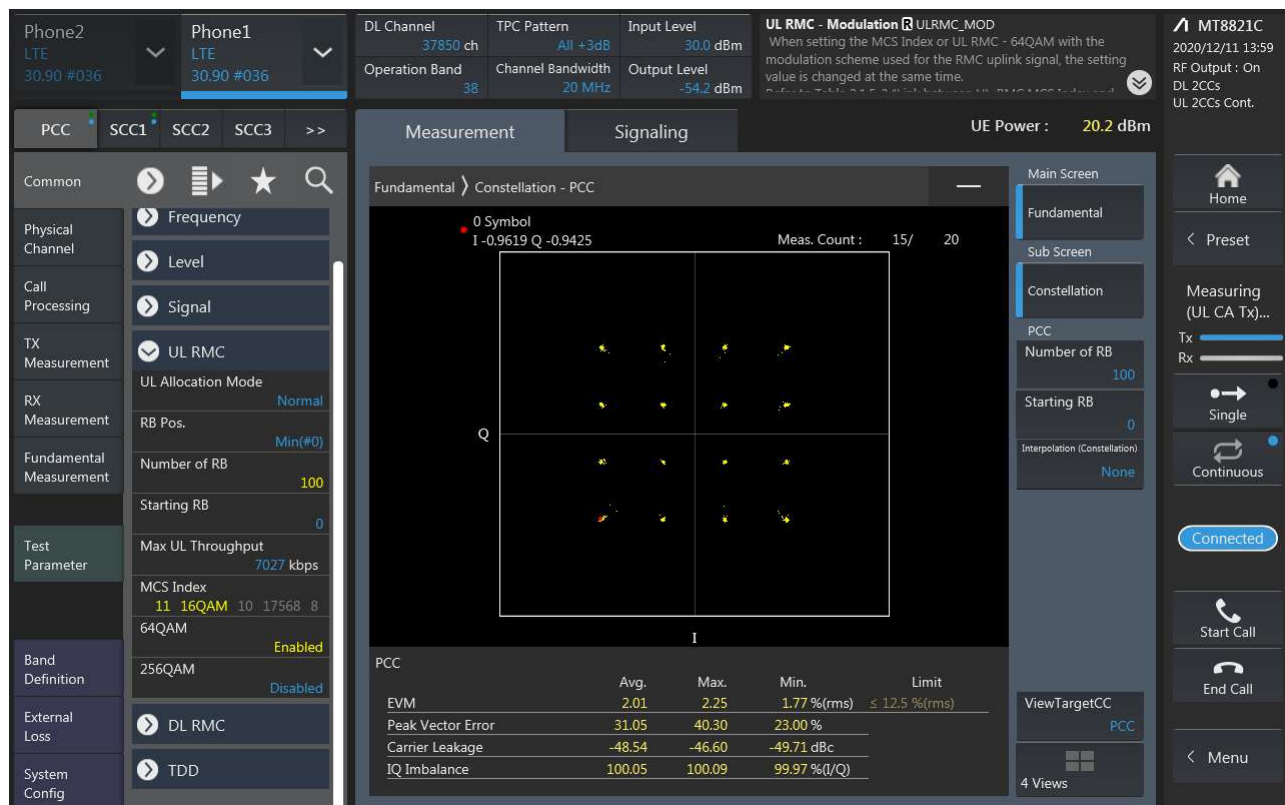 Phone2
LTE
30.90 #036
Phone1
LTE
30.90 #036
DL Channel
37850 ch
TPC Pattern
All +3dB
Input Level
30.0 dBm
Operation Band
38
Channel Bandwidth
20 MHz
Output Level
-54.2 dBm
UL RMC - Modulation R ULRMC_MOD
When setting the MCS Index or UL RMC - 64QAM with the
modulation scheme used for the RMC uplink signal, the setting
value is changed at the same time.
MT8821C
2020/12/11 13:59
RF Output : On
DL 2CCs
UL 2CCs Cont.
PCC SCC1 SCC2 SCC3 >>
Measurement Signaling
UE Power : 20.2 dBm
Common
Physical
Channel
Call
Processing
TX
Measurement
RX
Measurement
Fundamental
Measurement
Test
Parameter
Band
Definition
External
Loss
System
Config
Frequency
Level
Signal
UL RMC
UL Allocation Mode
Normal
RB Pos.
Min(#0)
Number of RB
100
Starting RB
0
Max UL Throughput
7027 kbps
MCS Index
11 16QAM 10 17568 8
64QAM
Enabled
256QAM
Disabled
DL RMC
TDD
Fundamental 〉 Constellation - PCC
0 Symbol
I -0.9619 Q -0.9425
Meas. Count : 15/ 20
Q
I
PCC
Avg. Max. Min. Limit
EVM 2.01 2.25 1.77 %(rms) ≤ 12.5 %(rms)
Peak Vector Error 31.05 40.30 23.00 %
Carrier Leakage -48.54 -46.60 -49.71 dBc
IQ Imbalance 100.05 100.09 99.97 %(I/Q)
Main Screen
Fundamental
Sub Screen
Constellation
PCC
Number of RB
100
Starting RB
0
Interpolation (Constellation)
None
ViewTargetCC
PCC
4 Views
Home
< Preset
Measuring
(UL CA Tx)...
Tx
Rx
Single
Continuous
Connected
Start Call
End Call
< Menu